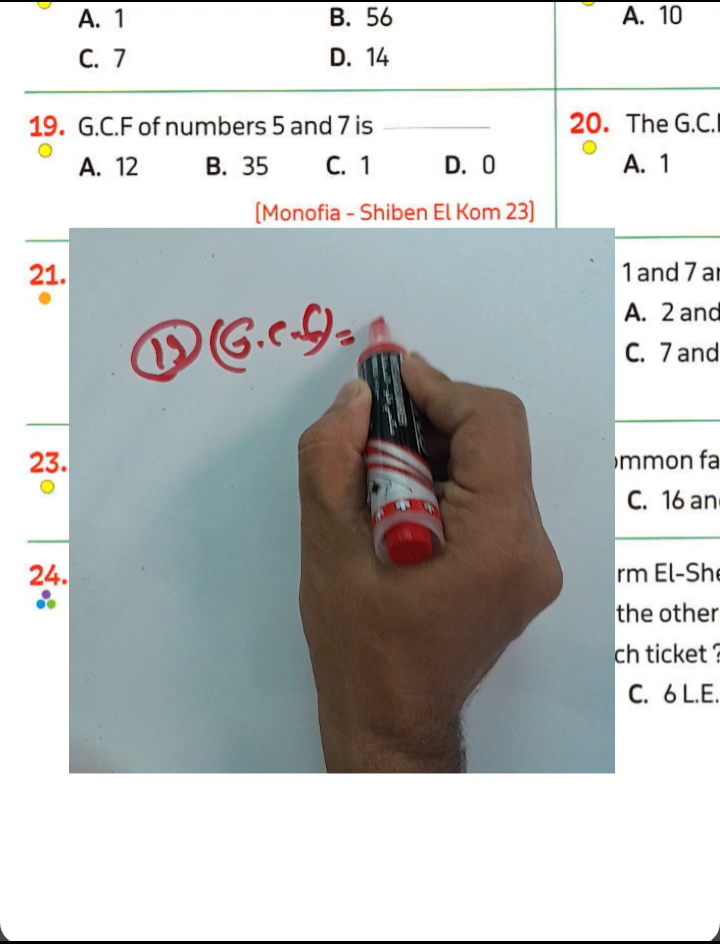 A. 1
B. 56
C. 7
D. 14
A. 10
19. G.C.F of numbers 5 and 7 is
A. 12 B. 35 C. 1 D. 0
[Monofia - Shiben El Kom 23]
20. The G.C.
A. 1
21.
1 and 7 a
A. 2 and
C. 7 and
19 (G.C.f) =
23.
mmon fa
C. 16 an
24.
rm El-She
the other
ch ticket ?
C. 6 L.E.